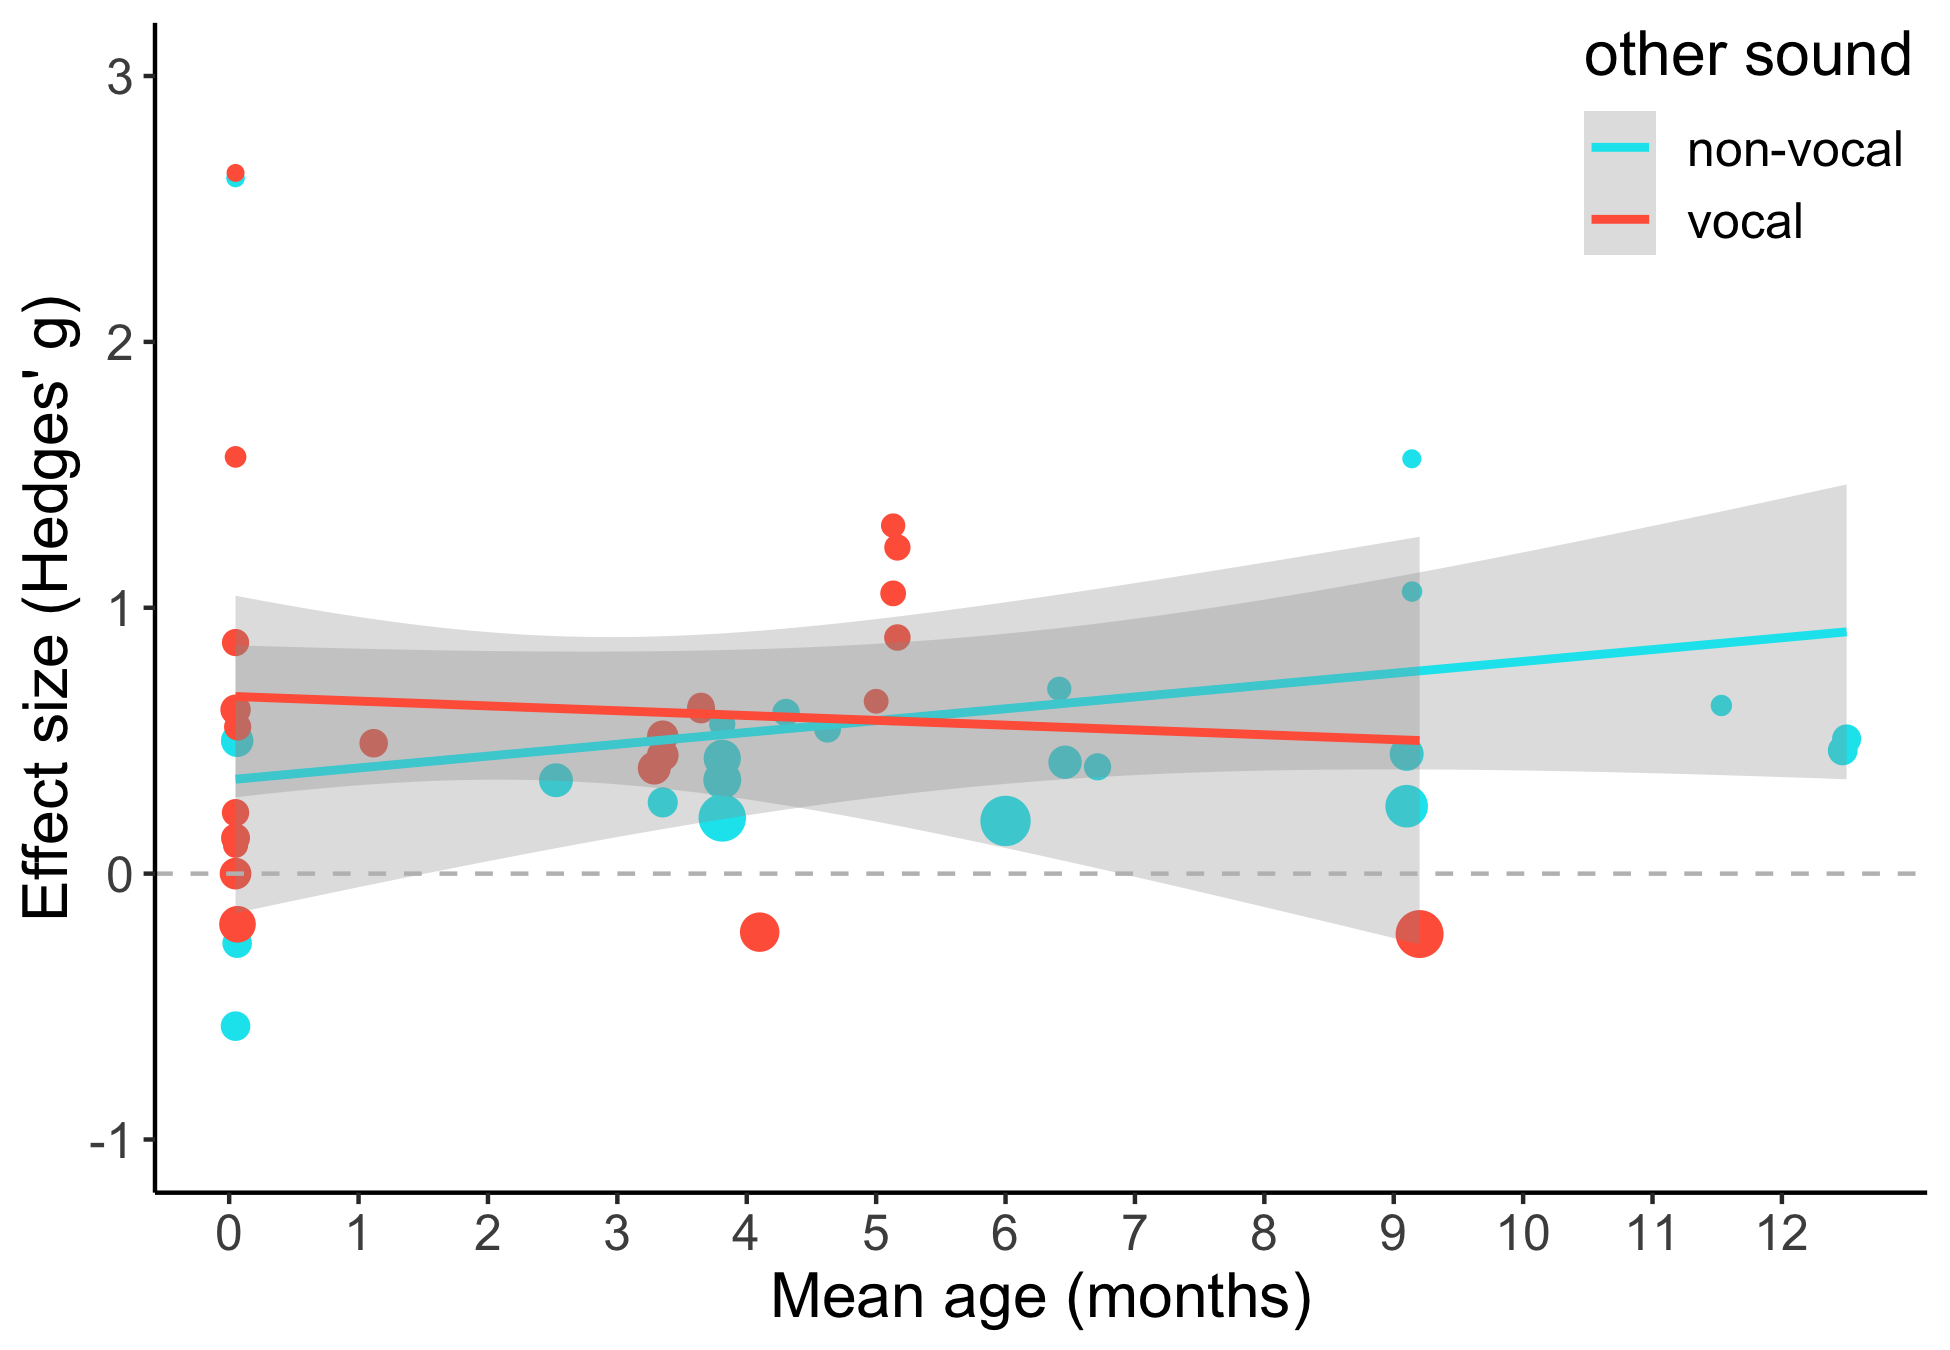 other sound
non-vocal
vocal
3
2
1
0
-1
Effect size (Hedges' g)
0 1 2 3 4 5 6 7 8 9 10 11 12
Mean age (months)